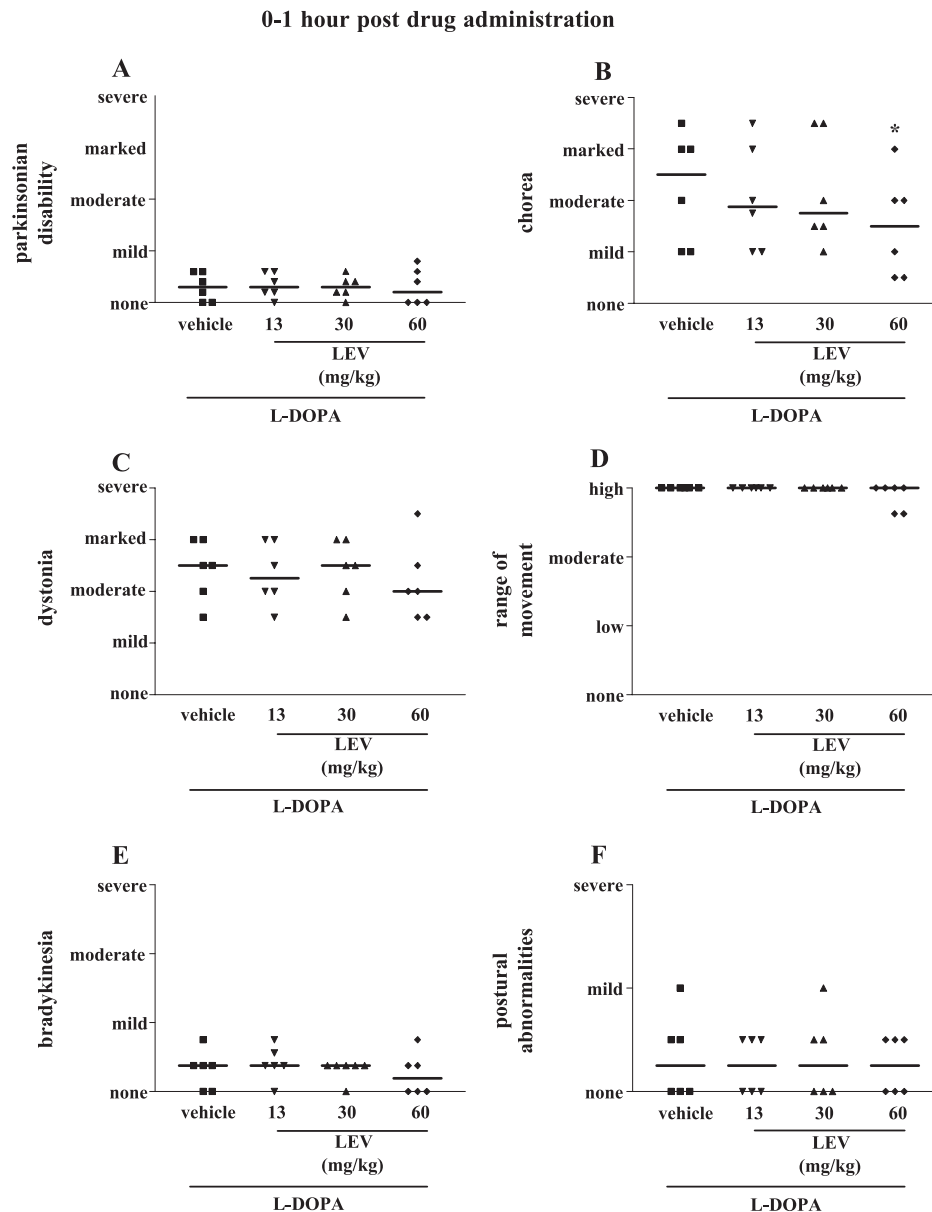 0-1 hour post drug administration
A
severe
marked
moderate
mild
none
parkinsonian
disability
vehicle 13 30 60
LEV
(mg/kg)
L-DOPA
B
severe
marked
moderate
mild
none
chorea
*
vehicle 13 30 60
LEV
(mg/kg)
L-DOPA
C
severe
marked
moderate
mild
none
dystonia
vehicle 13 30 60
LEV
(mg/kg)
L-DOPA
D
high
moderate
low
none
range of
movement
vehicle 13 30 60
LEV
(mg/kg)
L-DOPA
E
severe
moderate
mild
none
bradykinesia
vehicle 13 30 60
LEV
(mg/kg)
L-DOPA
F
severe
mild
none
postural
abnormalities
vehicle 13 30 60
LEV
(mg/kg)
L-DOPA